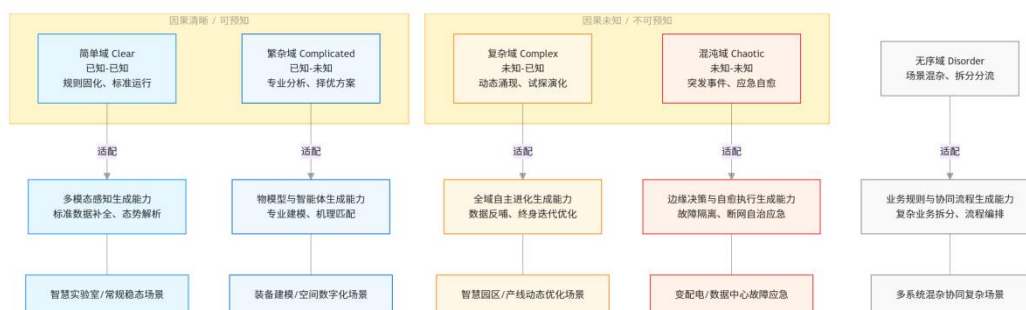 因果清晰 / 可预知
简单域 Clear
已知-已知
规则固化、标准运行
繁杂域 Complicated
已知-未知
专业分析、择优方案
因果未知 / 不可预知
复杂域 Complex
未知-已知
动态涌现、试探演化
混沌域 Chaotic
未知-未知
突发事件、应急自愈
无序域 Disorder
场景混杂、拆分分流
适配
适配
适配
适配
适配
多模态感知生成能力
标准数据补全、态势解析
物模型与智能体生成能力
专业建模、机理匹配
全域自主进化生成能力
数据反哺、终身迭代优化
边缘决策与自愈执行生成能力
故障隔离、断网自治应急
业务规则与协同流程生成能力
复杂业务拆分、流程编排
智慧实验室/常规稳态场景
装备建模/空间数字化场景
智慧园区/产线动态优化场景
变配电/数据中心故障应急
多系统混杂协同复杂场景